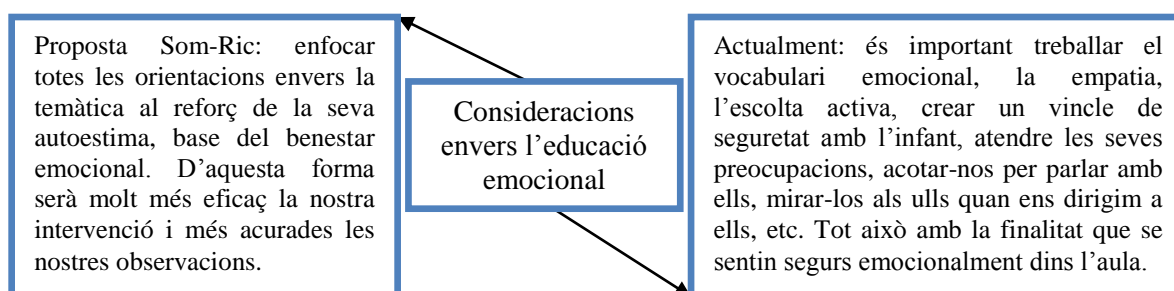 Proposta Som-Ric: enfocar
totes les orientacions envers la
temàtica al reforç de la seva
autoestima, base del benestar
emocional. D’aquesta forma
serà molt més eficaç la nostra
intervenció i més acurades les
nostres observacions.
Consideracions
envers l’educació
emocional
Actualment: és important treballar el
vocabulari emocional, la empatia,
l’escolta activa, crear un vincle de
seguretat amb l’infant, atendre les seves
preocupacions, acotar-nos per parlar amb
ells, mirar-los als ulls quan ens dirigim a
ells, etc. Tot això amb la finalitat que se
sentin segurs emocionalment dins l’aula.